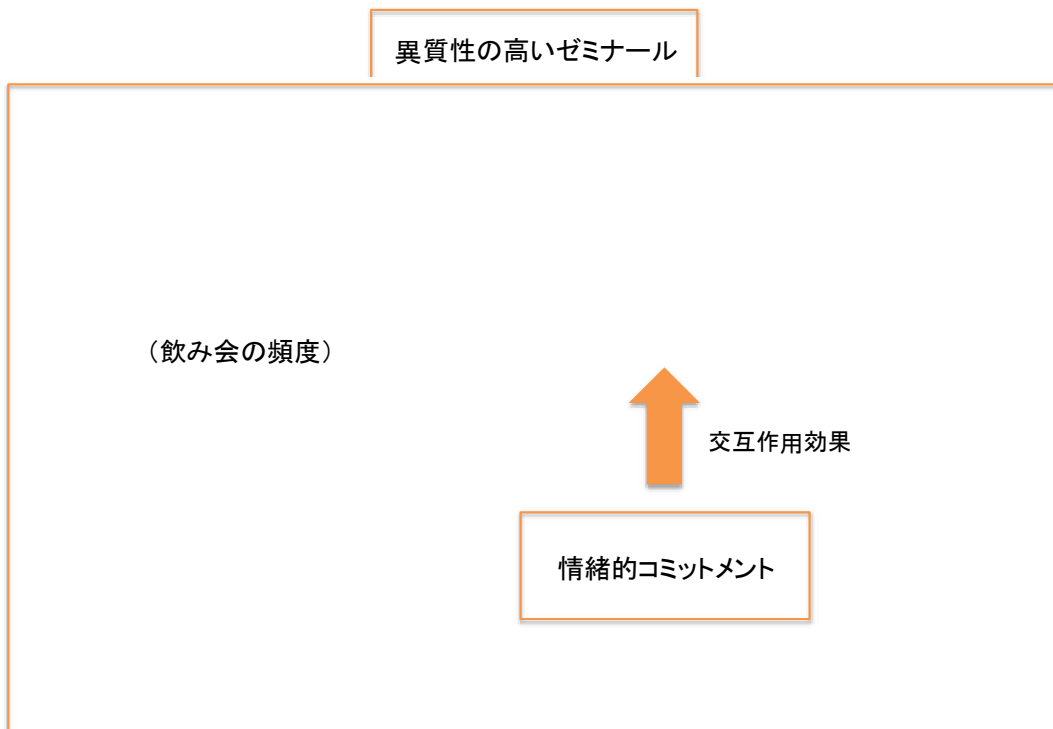 異質性の高いゼミナール
（飲み会の頻度）
交互作用効果
情緒的コミットメント